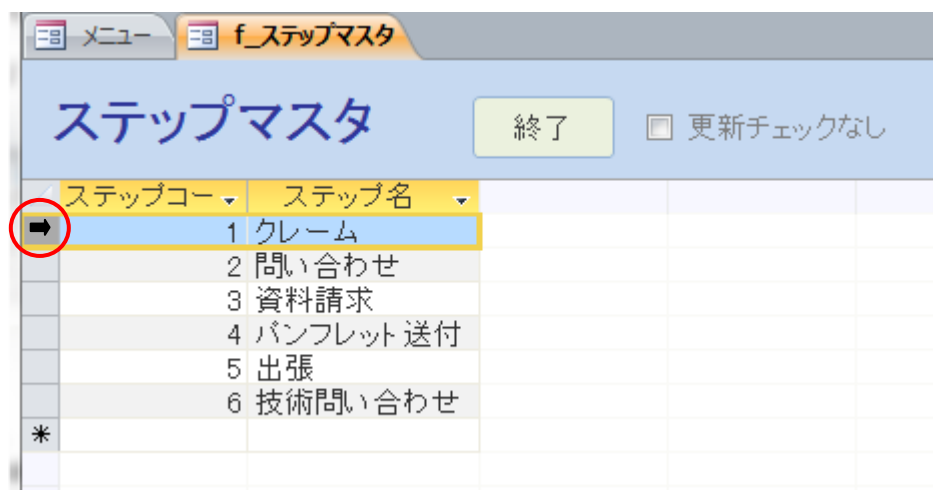 メニュー f_ステップマスタ
ステップマスタ 終了 更新チェックなし
ステップコー ステップ名
1 クレーム
2 問い合わせ
3 資料請求
4 パンフレット送付
5 出張
6 技術問い合わせ
*